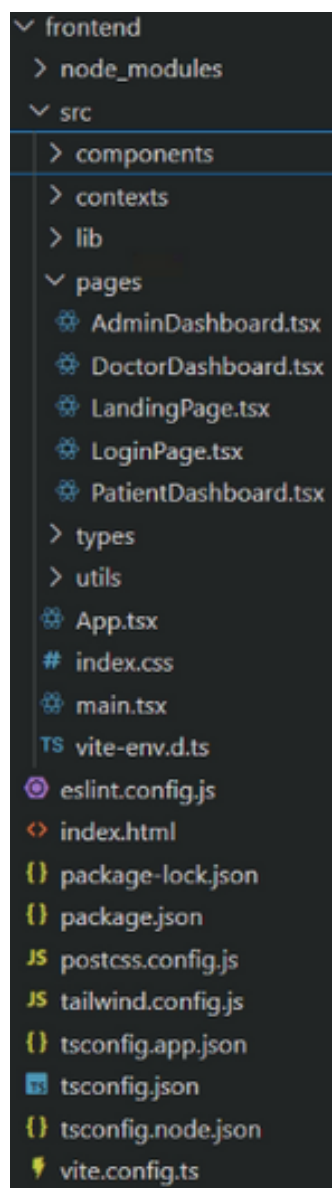 frontend
node_modules
src
components
contexts
lib
pages
AdminDashboard.tsx
DoctorDashboard.tsx
LandingPage.tsx
LoginPage.tsx
PatientDashboard.tsx
types
utils
App.tsx
# index.css
main.tsx
TS vite-env.d.ts
eslint.config.js
<> index.html
{} package-lock.json
{} package.json
JS postcss.config.js
JS tailwind.config.js
{} tsconfig.app.json
TS tsconfig.json
{} tsconfig.node.json
vite.config.ts